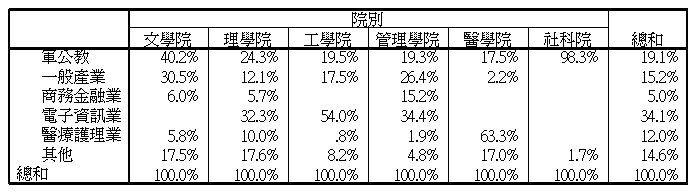 院別
文學院 理學院 工學院 管理學院 醫學院 社科院 總和
軍公教 40.2% 24.3% 19.5% 19.3% 17.5% 98.3% 19.1%
一般產業 30.5% 12.1% 17.5% 26.4% 2.2% 15.2%
商務金融業 6.0% 5.7% 15.2% 5.0%
電子資訊業 32.3% 54.0% 34.4% 34.1%
醫療護理業 5.8% 10.0% .8% 1.9% 63.3% 12.0%
其他 17.5% 17.6% 8.2% 4.8% 17.0% 1.7% 14.6%
總和 100.0% 100.0% 100.0% 100.0% 100.0% 100.0% 100.0%